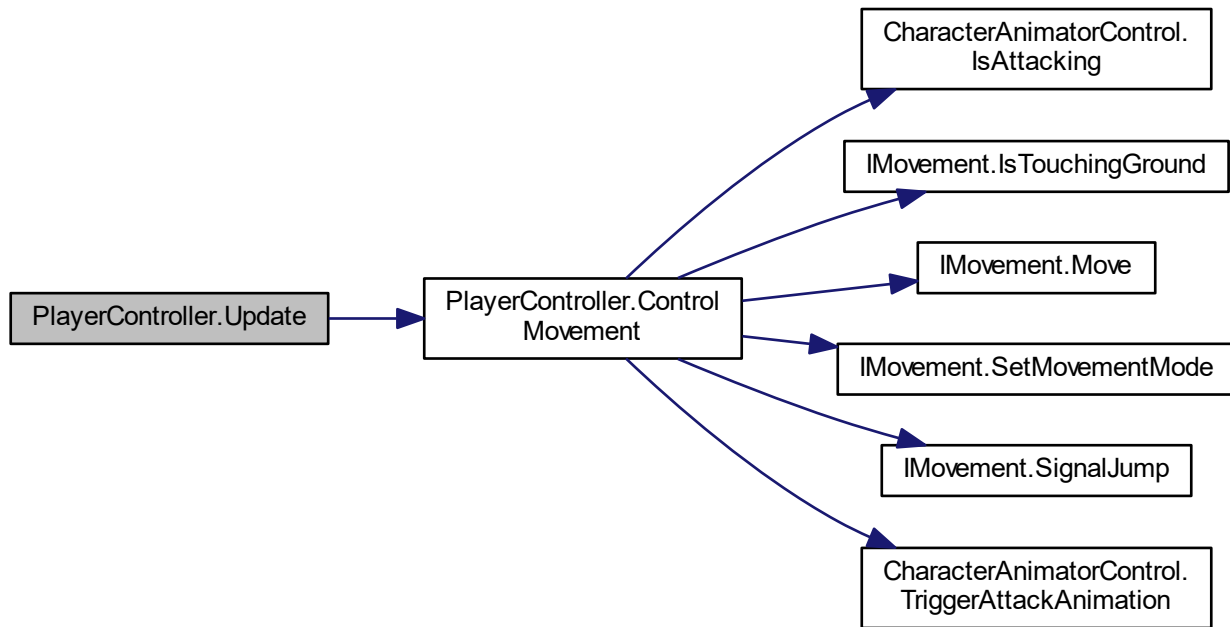 PlayerController.Update
PlayerController.Control
Movement
CharacterAnimatorControl.
IsAttacking
IMovement.IsTouchingGround
IMovement.Move
IMovement.SetMovementMode
IMovement.SignalJump
CharacterAnimatorControl.
TriggerAttackAnimation